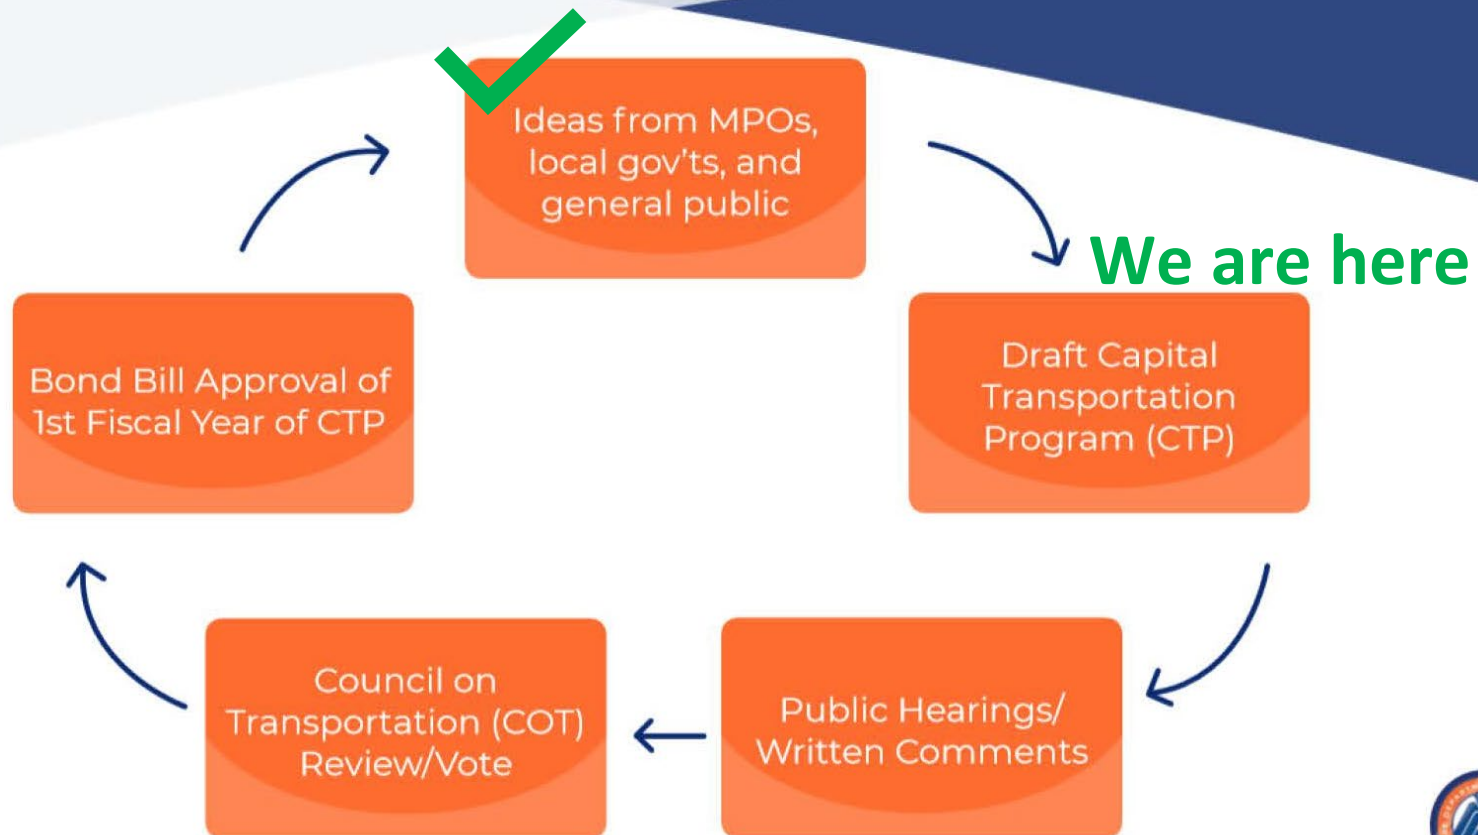 Ideas from MPOs,
local gov'ts, and
general public
We are here
Draft Capital
Transportation
Program (CTP)
Public Hearings/
Written Comments
Council on
Transportation (COT)
Review/Vote
Bond Bill Approval of
1st Fiscal Year of CTP